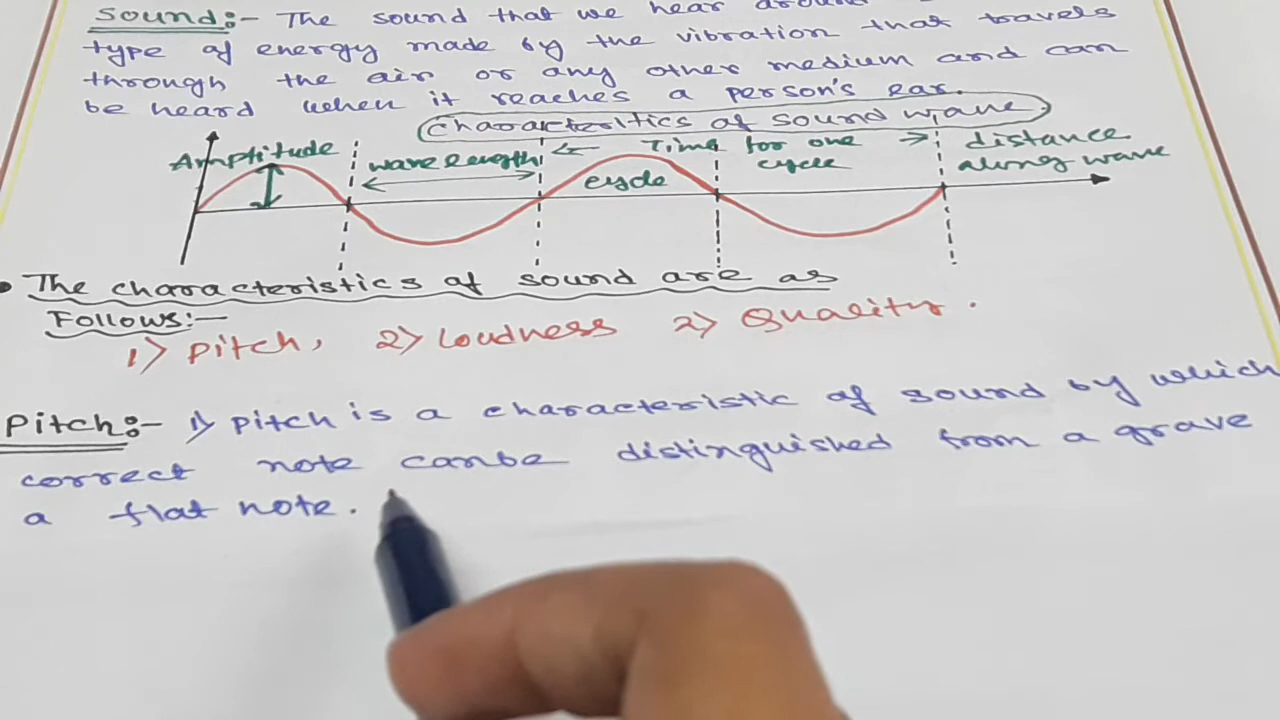 Sound:- The sound that we hear
type of energy made by the vibration that travels
through the air or any other medium and can
be heard when it reaches a person's ear.
Characteristics of sound wave
Amplitude
wave length
Time for one
cycle
cycle
distance
along wave
• The characteristics of sound are as
Follows:-
1) Pitch, 2) Loudness 2) Quality.
Pitch:- 1) Pitch is a characteristic of sound by which
correct note canbe distinguished from a grave
a flat note.